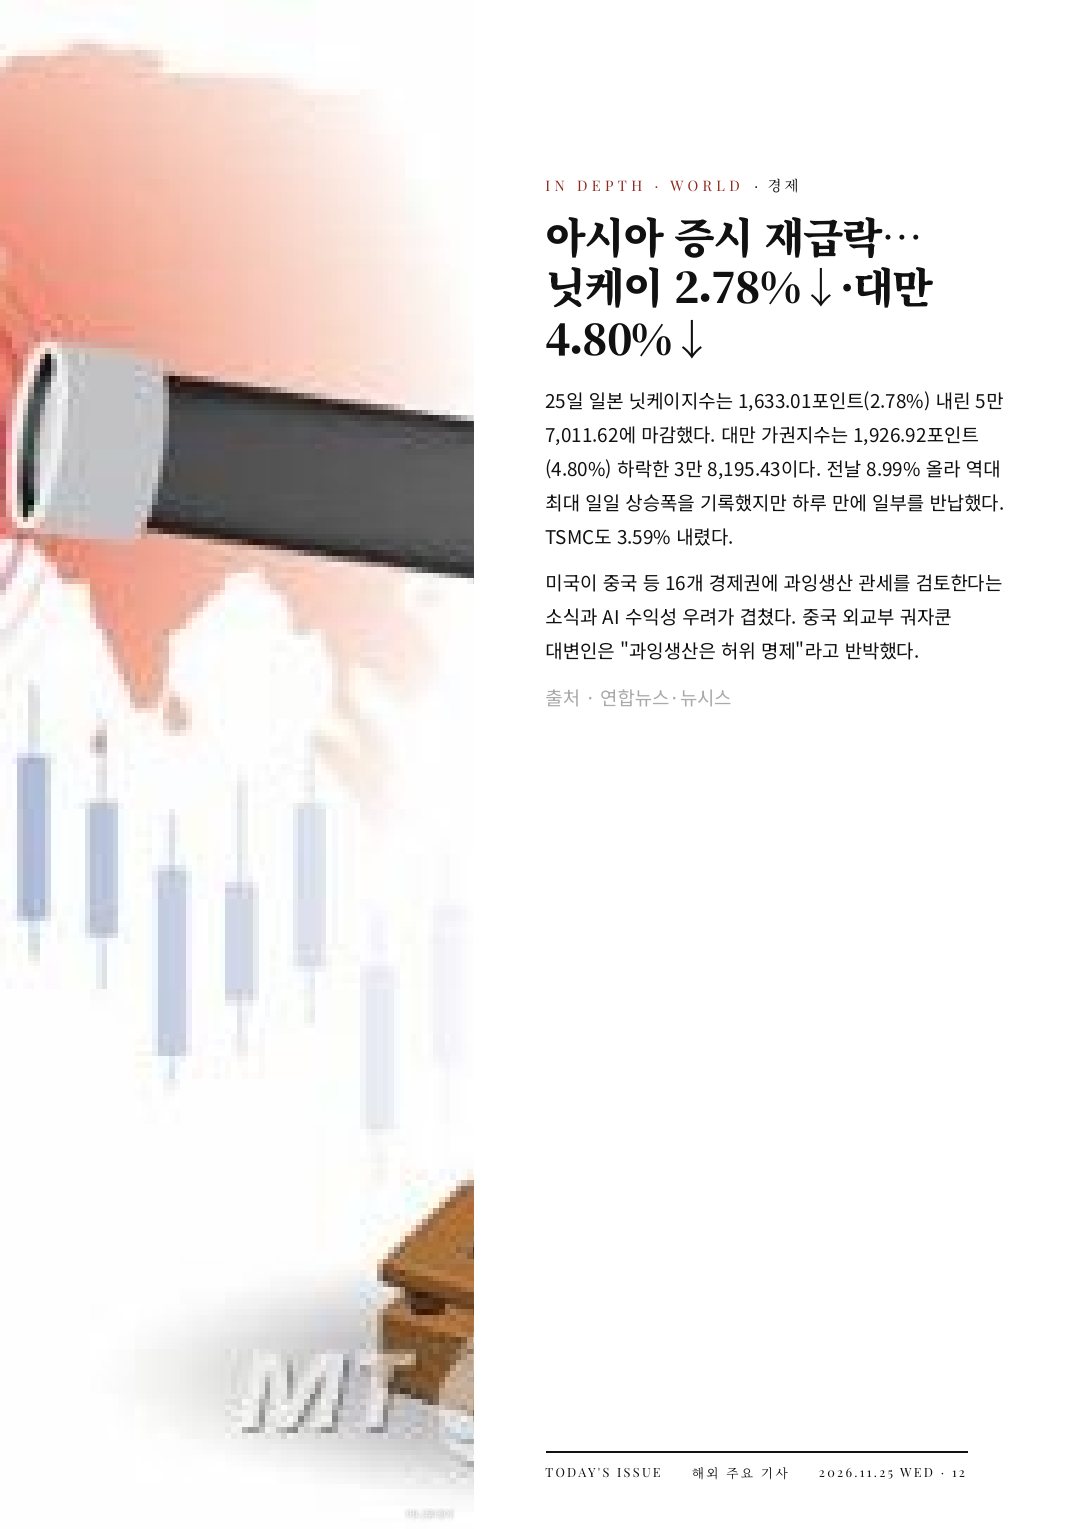 IN DEPTH · WORLD · 경제
아시아 증시 재급락…
닛케이 2.78%↓·대만
4.80%↓
25일 일본 닛케이지수는 1,633.01포인트(2.78%) 내린 5만
7,011.62에 마감했다. 대만 가권지수는 1,926.92포인트
(4.80%) 하락한 3만 8,195.43이다. 전날 8.99% 올라 역대
최대 일일 상승폭을 기록했지만 하루 만에 일부를 반납했다.
TSMC도 3.59% 내렸다.
미국이 중국 등 16개 경제권에 과잉생산 관세를 검토한다는
소식과 AI 수익성 우려가 겹쳤다. 중국 외교부 궈자쿤
대변인은 "과잉생산은 허위 명제"라고 반박했다.
출처 · 연합뉴스·뉴시스
MT
TODAY'S ISSUE 해외 주요 기사 2026.11.25 WED · 12